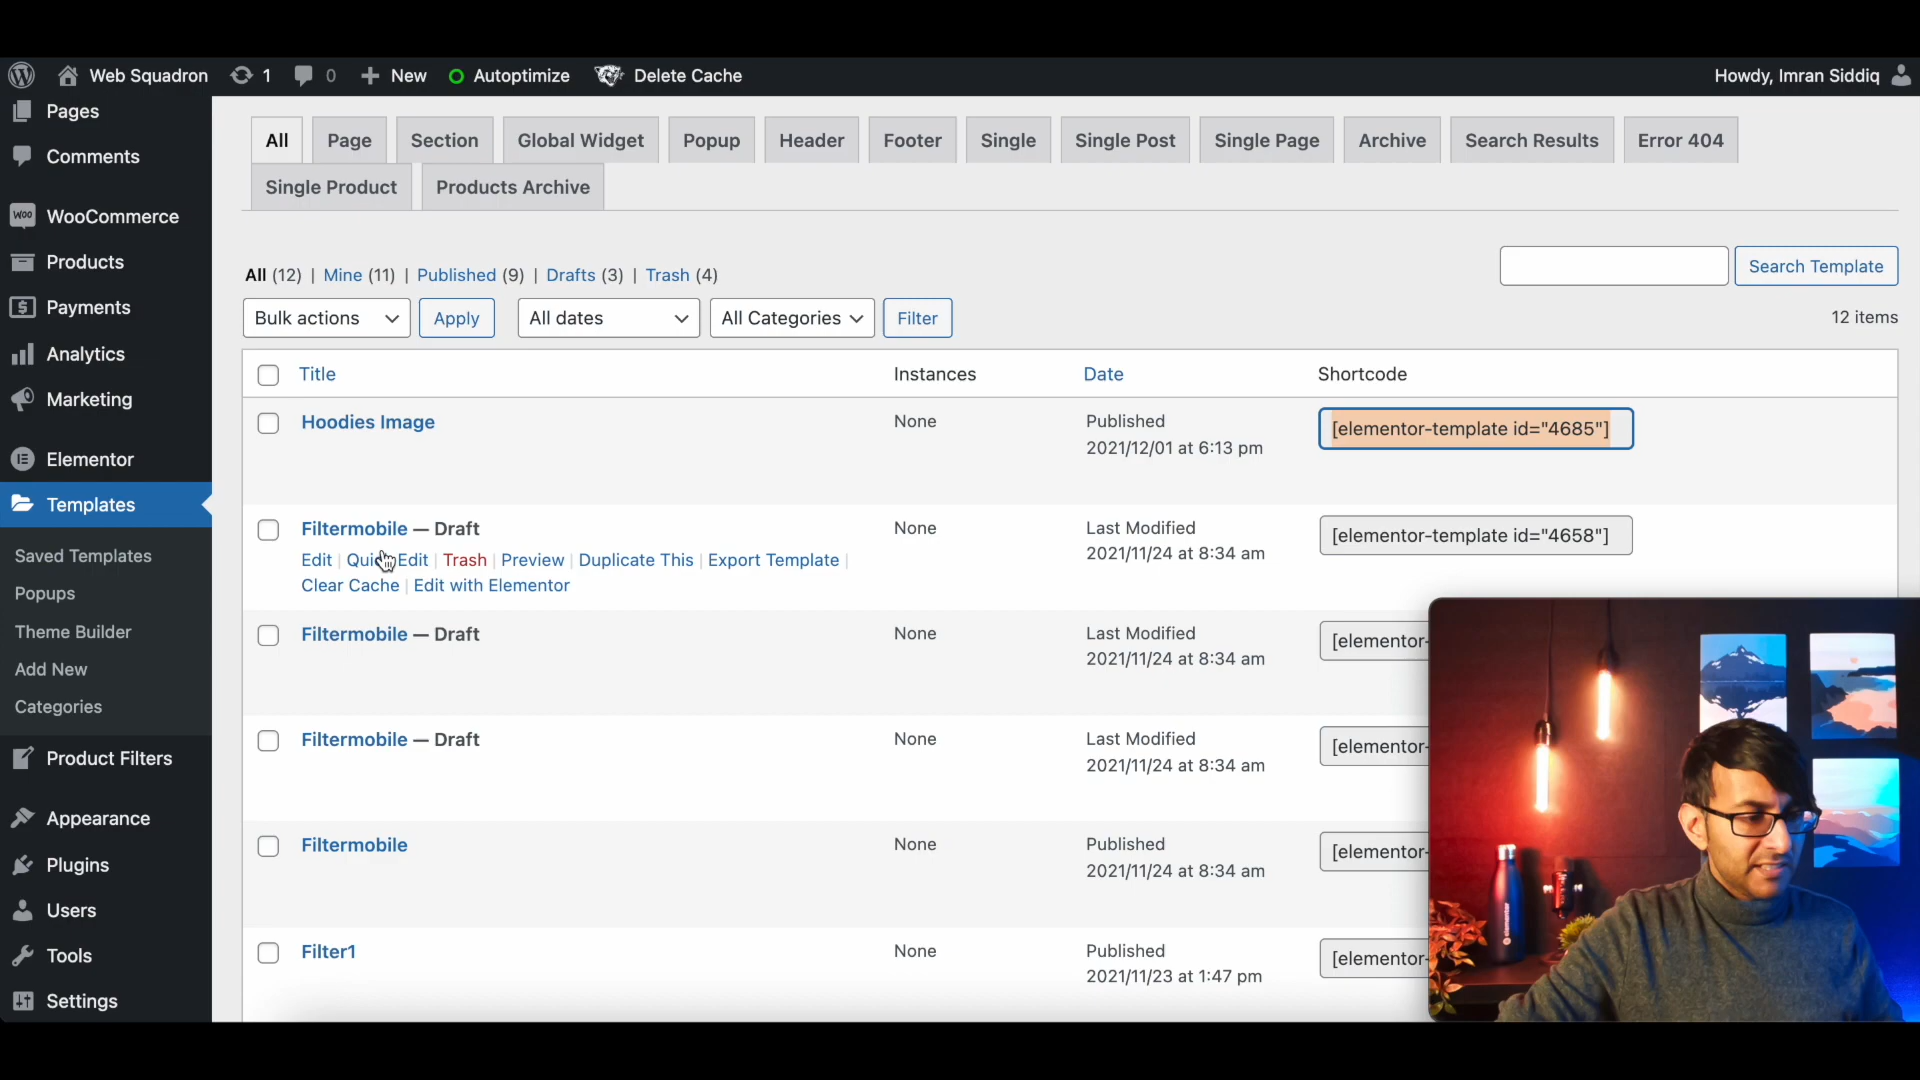 Web Squadron 1 0 New Autoptimize Delete Cache Howdy, Imran Siddiq
Pages
Comments
WooCommerce
Products
Payments
Analytics
Marketing
Elementor
Templates
Saved Templates
Popups
Theme Builder
Add New
Categories
Product Filters
Appearance
Plugins
Users
Tools
Settings
All Page Section Global Widget Popup Header Footer Single Single Post Single Page Archive Search Results Error 404
Single Product Products Archive
All (12) | Mine (11) | Published (9) | Drafts (3) | Trash (4)
Search Template
Bulk actions Apply All dates All Categories Filter
12 items
Title Instances Date Shortcode
Hoodies Image None Published [elementor-template id="4685"]
2021/12/01 at 6:13 pm
Filtermobile — Draft None Last Modified [elementor-template id="4658"]
2021/11/24 at 8:34 am
Edit | Quick Edit | Trash | Preview | Duplicate This | Export Template |
Clear Cache | Edit with Elementor
Filtermobile — Draft None Last Modified [elementor-
2021/11/24 at 8:34 am
Filtermobile — Draft None Last Modified [elementor-
2021/11/24 at 8:34 am
Filtermobile None Published [elementor-
2021/11/24 at 8:34 am
Filter1 None Published [elementor-
2021/11/23 at 1:47 pm
elementor